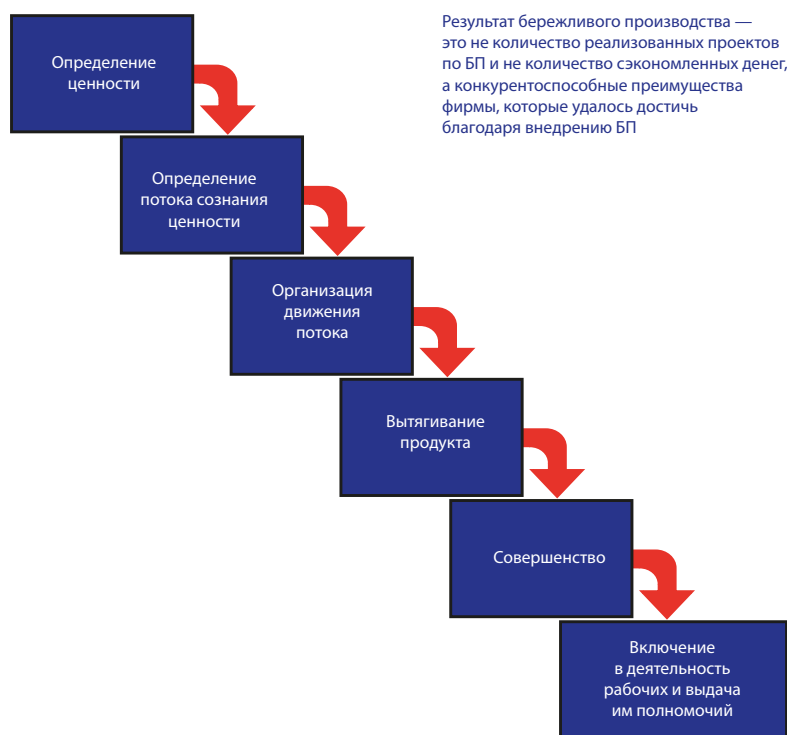 Результат бережливого производства —
это не количество реализованных проектов
по БП и не количество сэкономленных денег,
а конкурентоспособные преимущества
фирмы, которые удалось достичь
благодаря внедрению БП
Определение
ценности
Определение
потока сознания
ценности
Организация
движения
потока
Вытягивание
продукта
Совершенство
Включение
в деятельность
рабочих и выдача
им полномочий